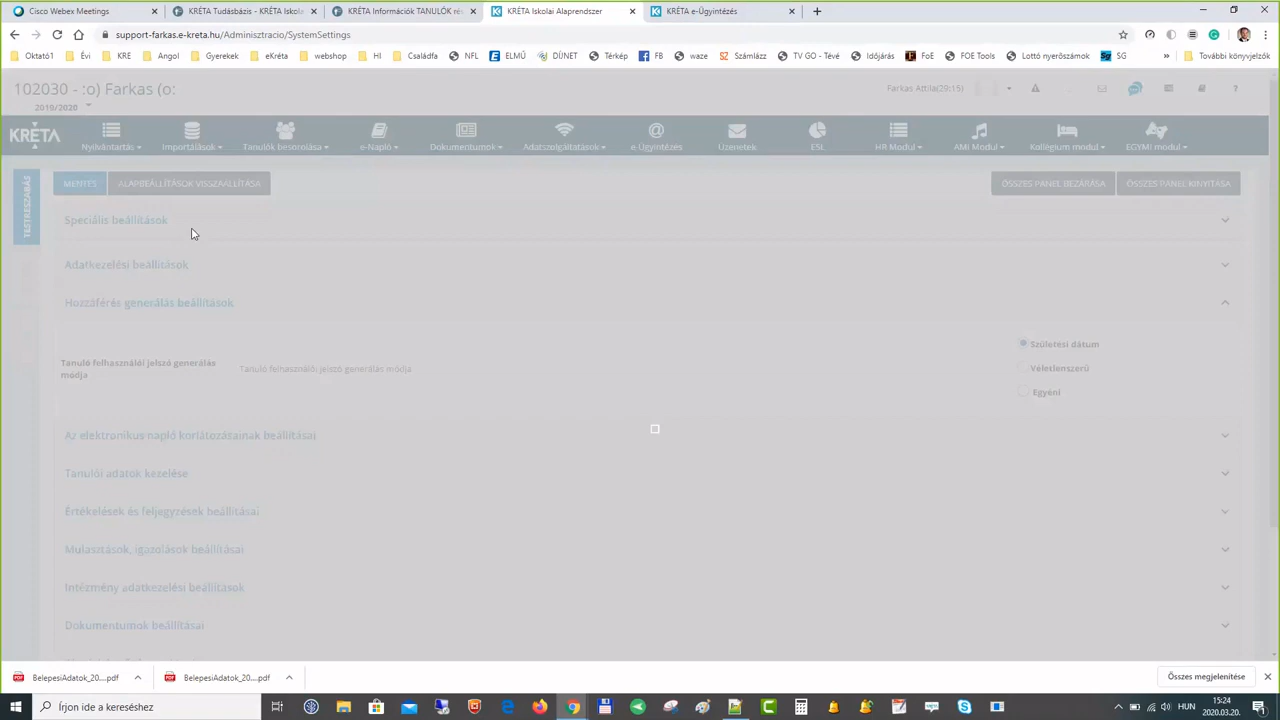 Cisco Webex Meetings
KRÉTA Tudásbázis - KRÉTA Iskola
KRÉTA Információk TANULÓK rés
KRÉTA Iskolai Alaprendszer
KRÉTA e-Ügyintézés
support-farkas.e-kreta.hu/Adminisztracio/SystemSettings
Oktató1
Évi
KRE
Angol
Gyerekek
eKréta
webshop
HI
Családfa
NFL
ELMŰ
DÜNET
Térkép
FB
waze
Számlázz
TV GO - Tévé
Időjárás
FoE
FOE Tools
Lottó nyerőszámok
SG
»
További könyvjelzők
102030 - :o) Farkas (o:
2019/2020
Farkas Attila(29:15)
KRÉTA
Nyilvántartás
Importálások
Tanulók besorolása
e-Napló
Dokumentumok
Adatszolgáltatások
e-Ügyintézés
Üzenetek
ESL
HR Modul
AMI Modul
Kollégium modul
EGYMI modul
TESTRESZABÁS
MENTÉS
ALAPBEÁLLÍTÁSOK VISSZAÁLLÍTÁSA
ÖSSZES PANEL BEZÁRÁSA
ÖSSZES PANEL KINYITÁSA
Speciális beállítások
Adatkezelési beállítások
Hozzáférés generálás beállítások
Tanuló felhasználói jelszó generálás
módja
Tanuló felhasználói jelszó generálás módja
Születési dátum
Véletlenszerű
Egyéni
Az elektronikus napló korlátozásainak beállításai
Tanulói adatok kezelése
Értékelések és feljegyzések beállításai
Mulasztások, igazolások beállításai
Intézmény adatkezelési beállítások
Dokumentumok beállításai
BelepesiAdatok_20....pdf
BelepesiAdatok_20....pdf
Összes megjelenítése
Írjon ide a kereséshez
HUN
15:24
2020.03.20.